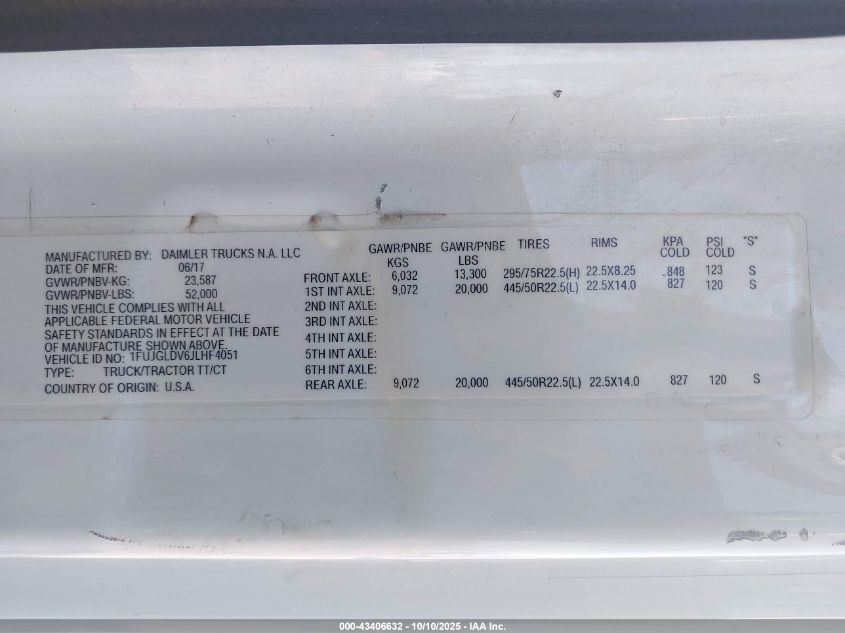 MANUFACTURED BY: DAIMLER TRUCKS N.A. LLC
DATE OF MFR: 06/17
GVWR/PNBV-KG: 23,587
GVWR/PNBV-LBS: 52,000
THIS VEHICLE COMPLIES WITH ALL
APPLICABLE FEDERAL MOTOR VEHICLE
SAFETY STANDARDS IN EFFECT AT THE DATE
OF MANUFACTURE SHOWN ABOVE.
VEHICLE ID NO: 1FUJGLDV6JLHF4051
TYPE: TRUCK/TRACTOR TT/CT
COUNTRY OF ORIGIN: U.S.A.
GAWR/PNBE KGS GAWR/PNBE LBS TIRES RIMS KPA COLD PSI COLD "S"
FRONT AXLE: 6,032 13,300 295/75R22.5(H) 22.5X8.25 848 123 S
1ST INT AXLE: 9,072 20,000 445/50R22.5(L) 22.5X14.0 827 120 S
2ND INT AXLE:
3RD INT AXLE:
4TH INT AXLE:
5TH INT AXLE:
6TH INT AXLE:
REAR AXLE: 9,072 20,000 445/50R22.5(L) 22.5X14.0 827 120 S
000-43406632 - 10/10/2025 - IAA Inc.